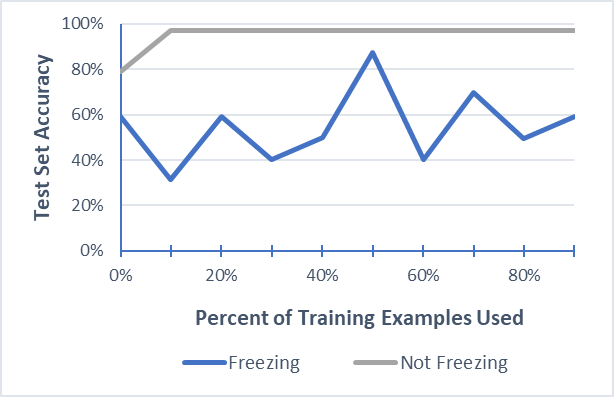 100%
80%
60%
40%
20%
0%
Test Set Accuracy
0%
20%
40%
60%
80%
Percent of Training Examples Used
Freezing
Not Freezing